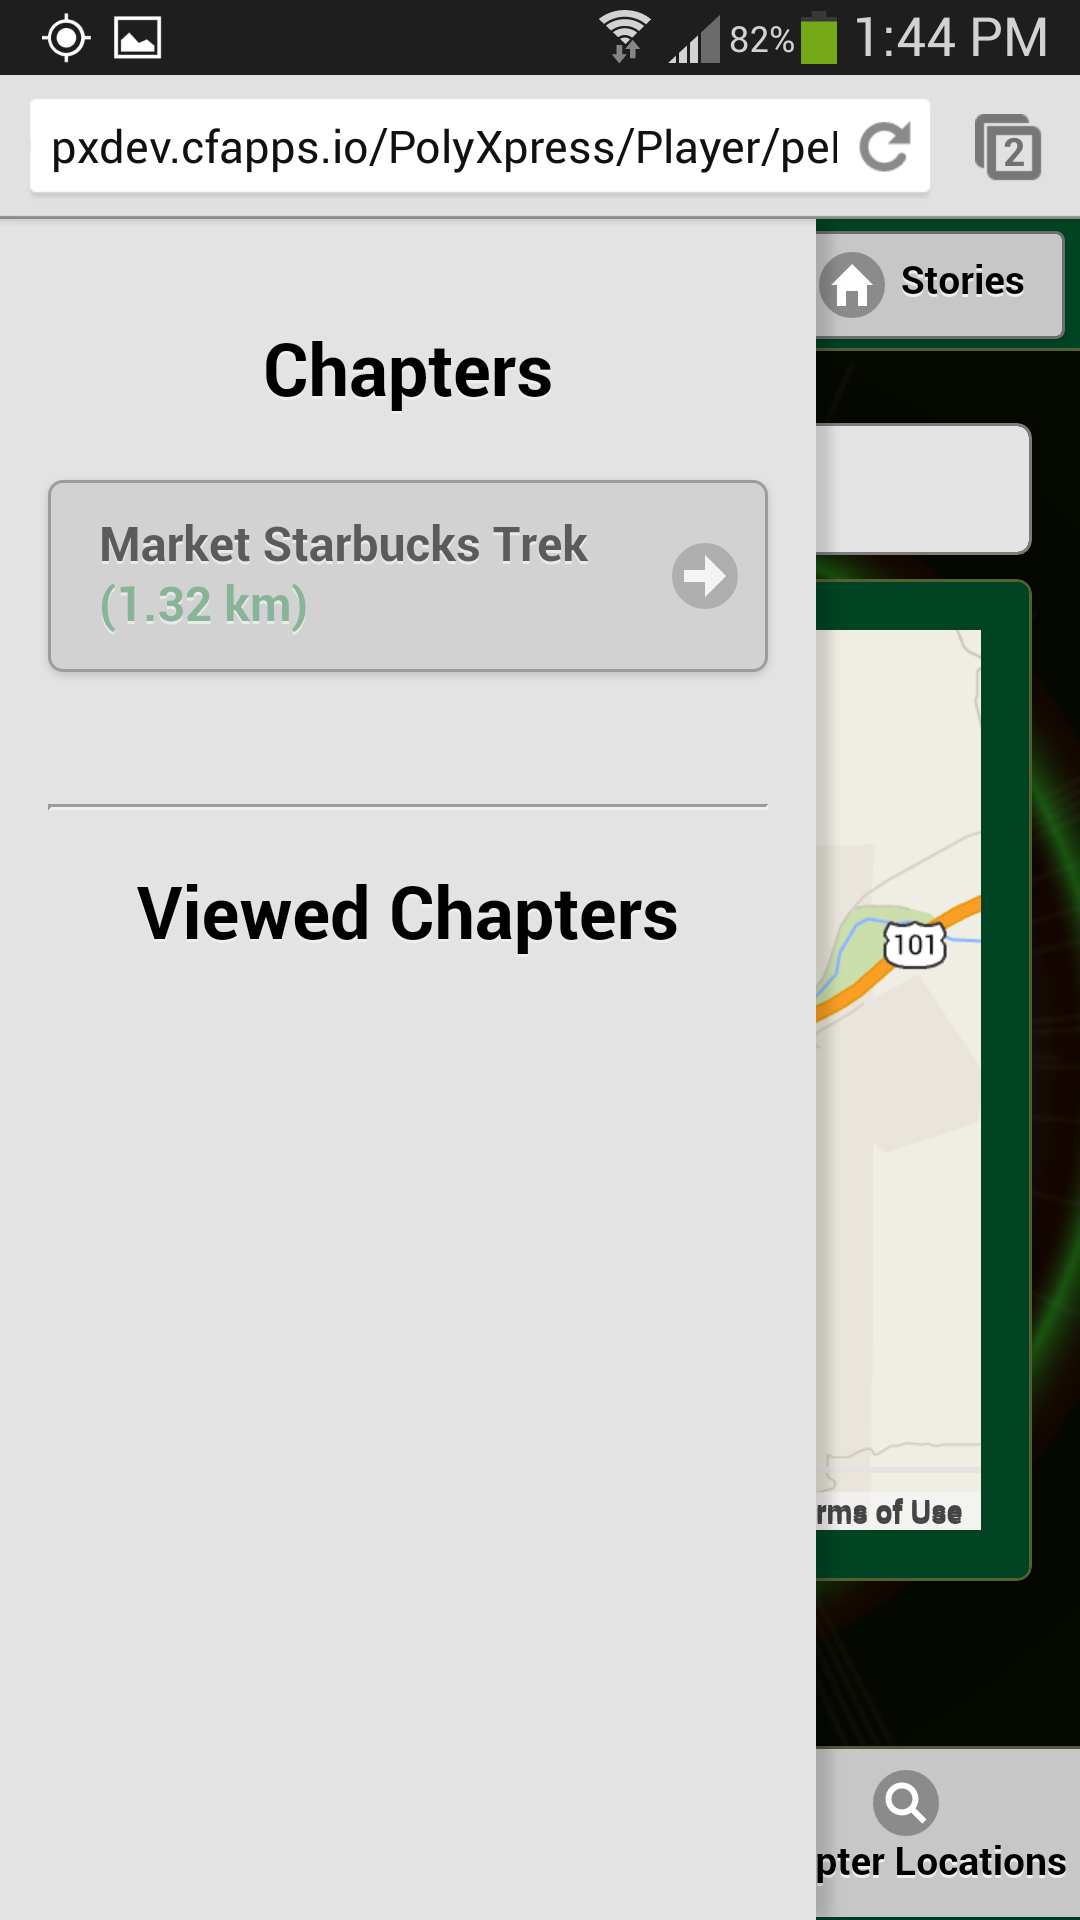 82% 1:44 PM
pxdev.cfapps.io/PolyXpress/Player/pel
2
Stories
Chapters
Market Starbucks Trek
(1.32 km)
Viewed Chapters
101
rms of Use
pter Locations